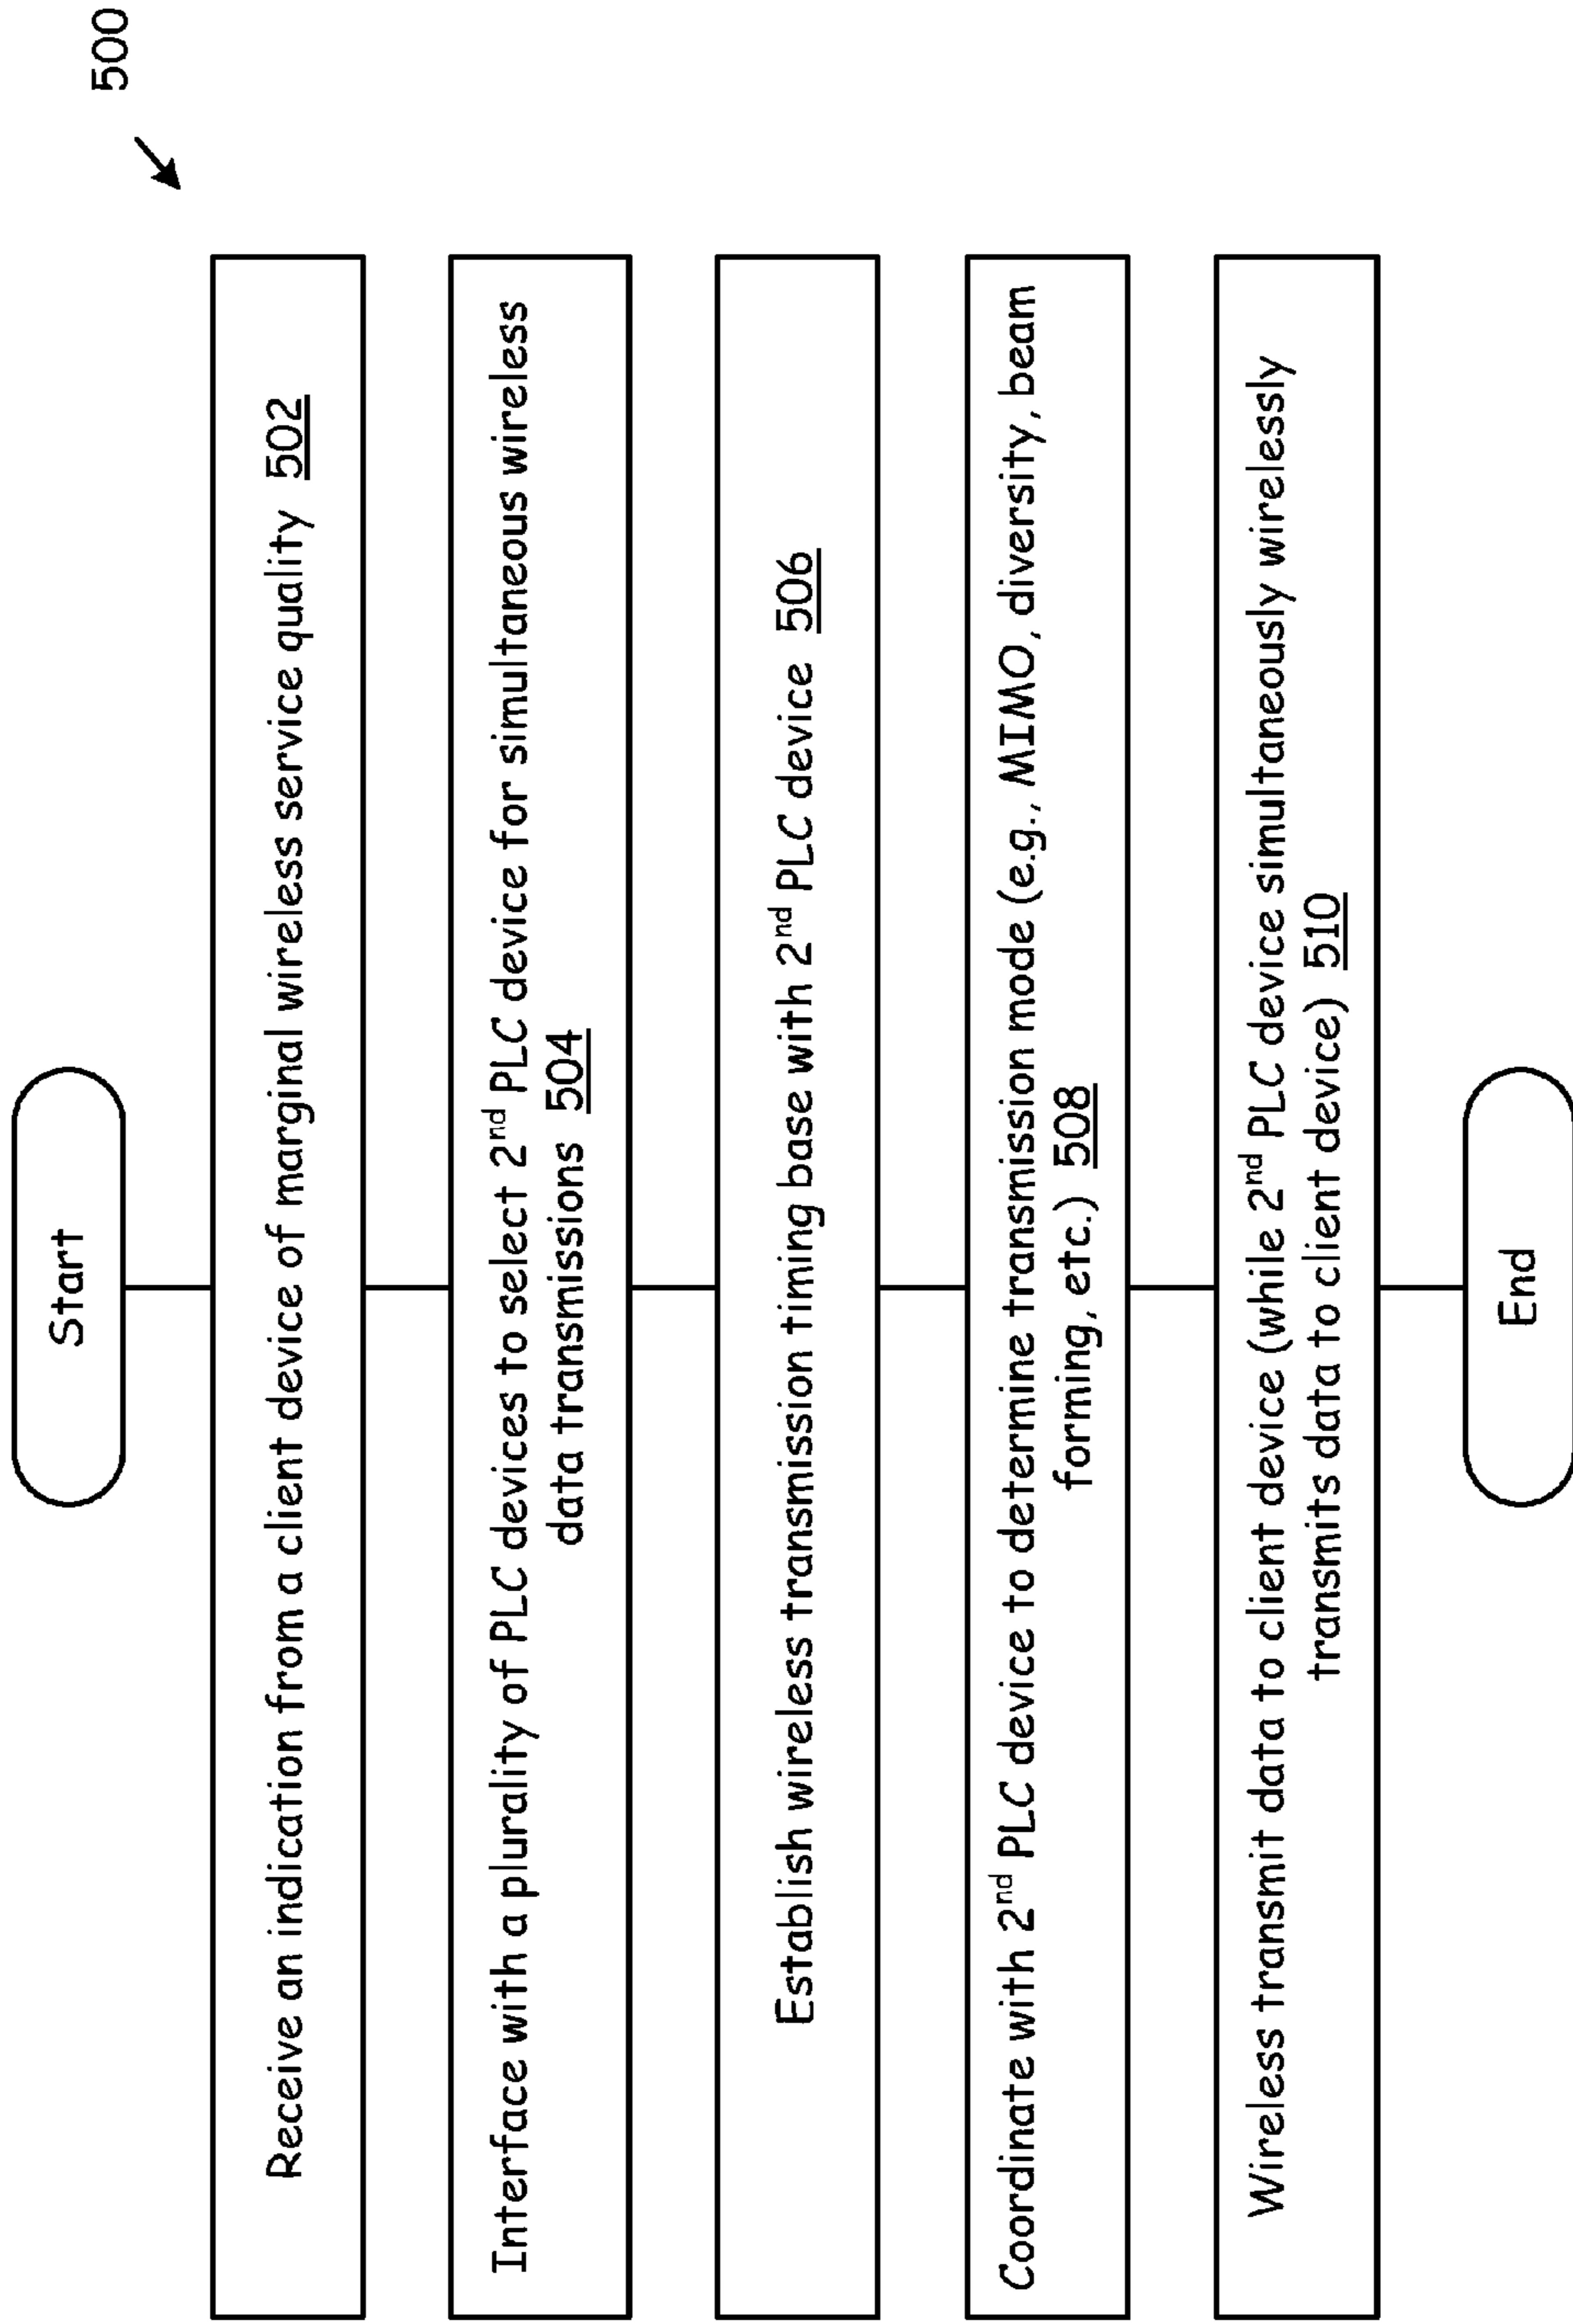 500
Start
Receive an indication from a client device of marginal wireless service quality 502
Interface with a plurality of PLC devices to select 2nd PLC device for simultaneous wireless
data transmissions 504
Establish wireless transmission timing base with 2nd PLC device 506
Coordinate with 2nd PLC device to determine transmission mode (e.g., MIMO, diversity, beam
forming, etc.) 508
Wireless transmit data to client device (while 2nd PLC device simultaneously wirelessly
transmits data to client device) 510
End